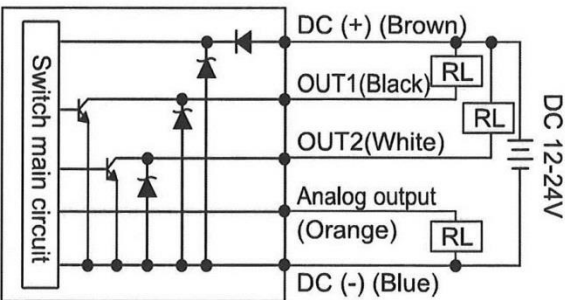 DC (+) (Brown)
Switch main circuit
OUT1(Black)
RL
RL
DC 12-24V
OUT2(White)
Analog output
(Orange)
RL
DC (-) (Blue)